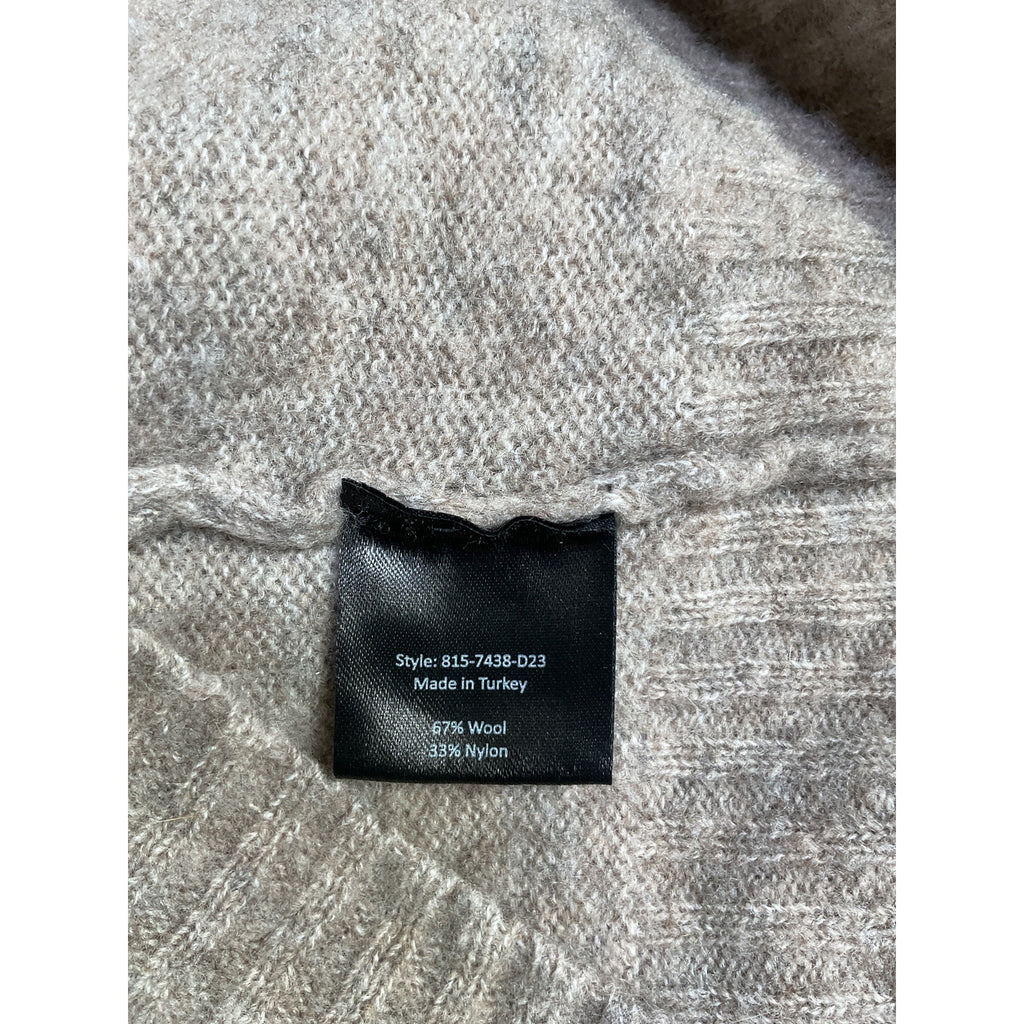 Style: 815-7438-D23
Made in Turkey
67% Wool
33% Nylon